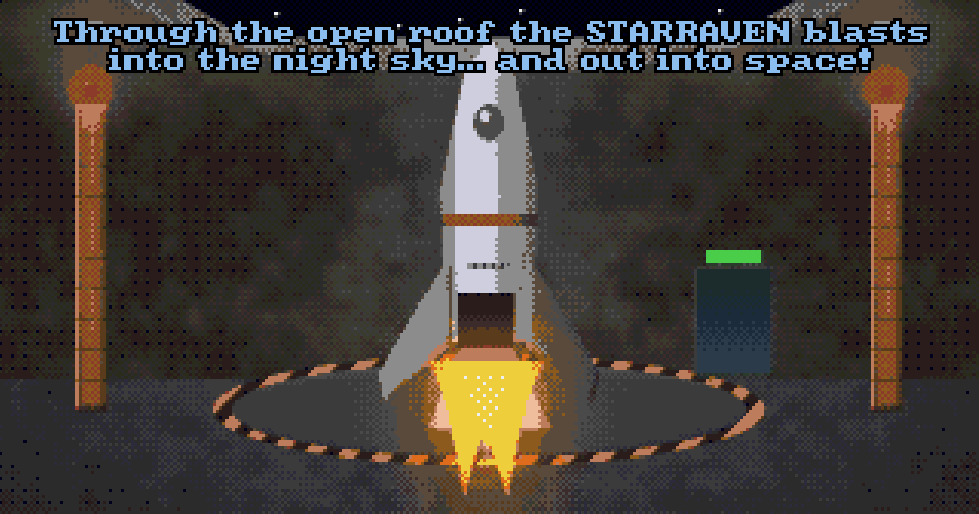 Through the open roof the STARRAVEN blasts
into the night sky... and out into space!